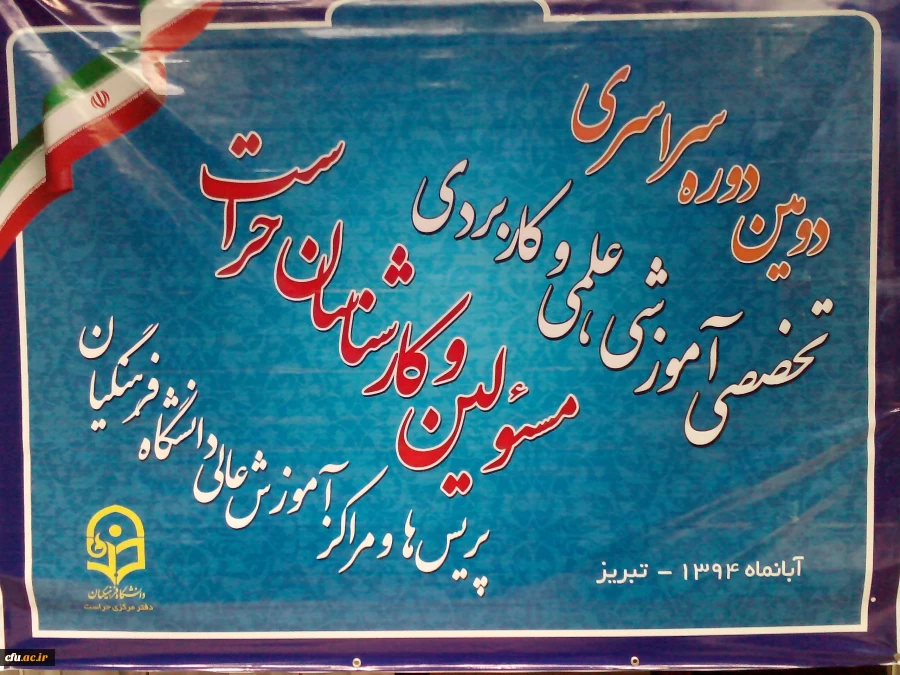 دومین دوره سراسری
تخصصی آموزشی، علمی و کاربردی
مسئولین و کارشناسان حراست
پردیس ها و مراکز آموزش عالی دانشگاه فرهنگیان
آبانماه ۱۳۹۴ - تبریز
دانشگاه فرهنگیان
دفتر مرکزی حراست
cfu.ac.ir